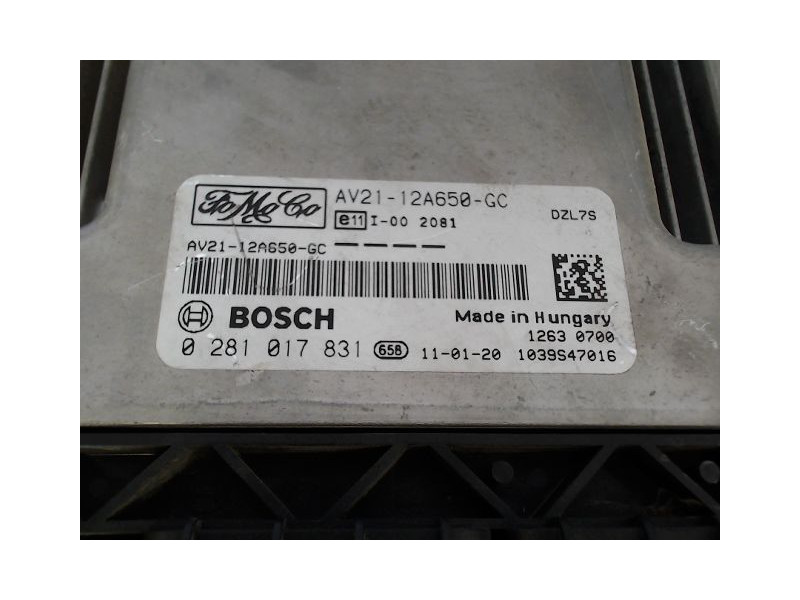 FoMoCo AV21-12A650-GC
e11 I-00 2081 DZL7S
AV21-12A650-GC ----
BOSCH Made in Hungary
1263 0700
0 281 017 831 658 11-01-20 1039S47016